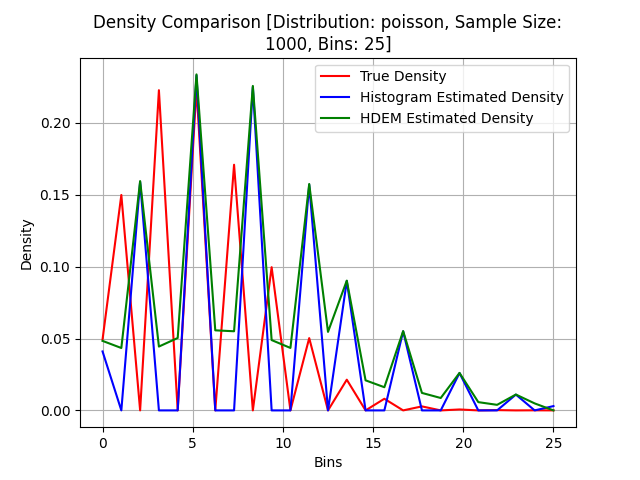 Density Comparison [Distribution: poisson, Sample Size:
1000, Bins: 25]
True Density
Histogram Estimated Density
HDEM Estimated Density
Density
0.20
0.15
0.10
0.05
0.00
0 5 10 15 20 25
Bins